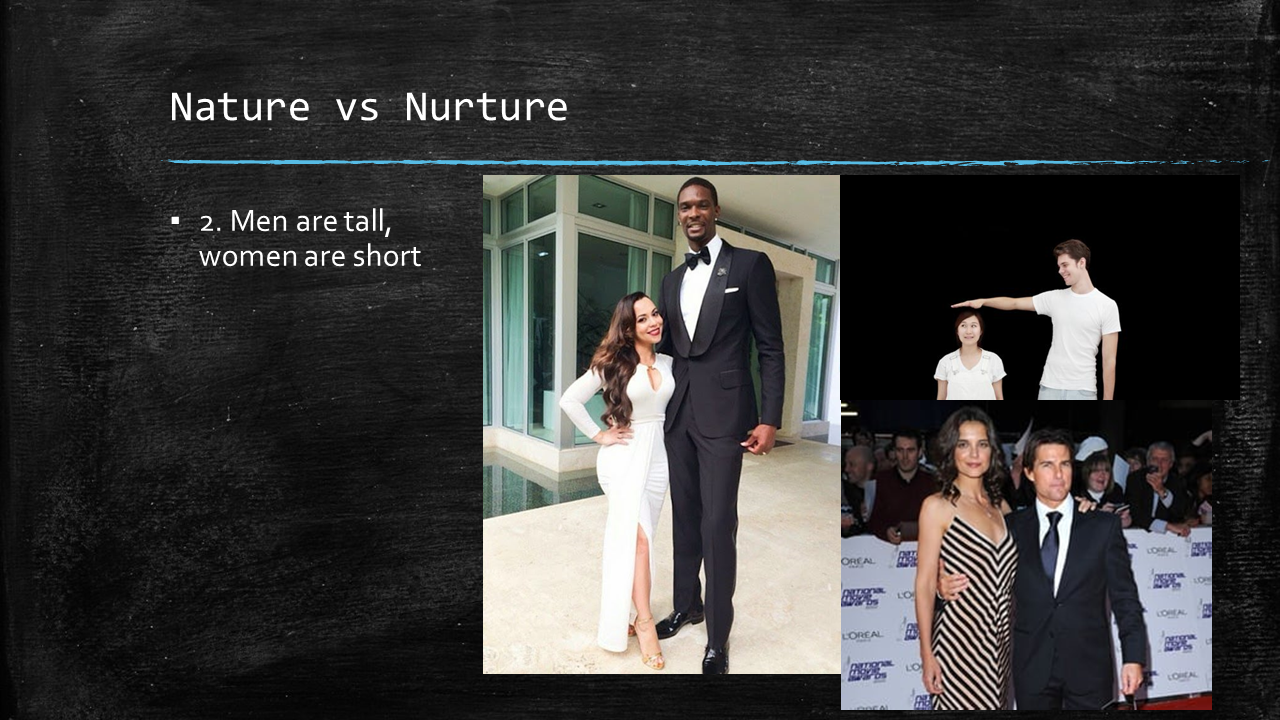 Nature vs Nurture
▪ 2. Men are tall,
women are short
L'ORÉAL
PARIS
national
movie
awards
L'ORÉAL
national
movie
awards
L'ORÉAL
national
movie
awards